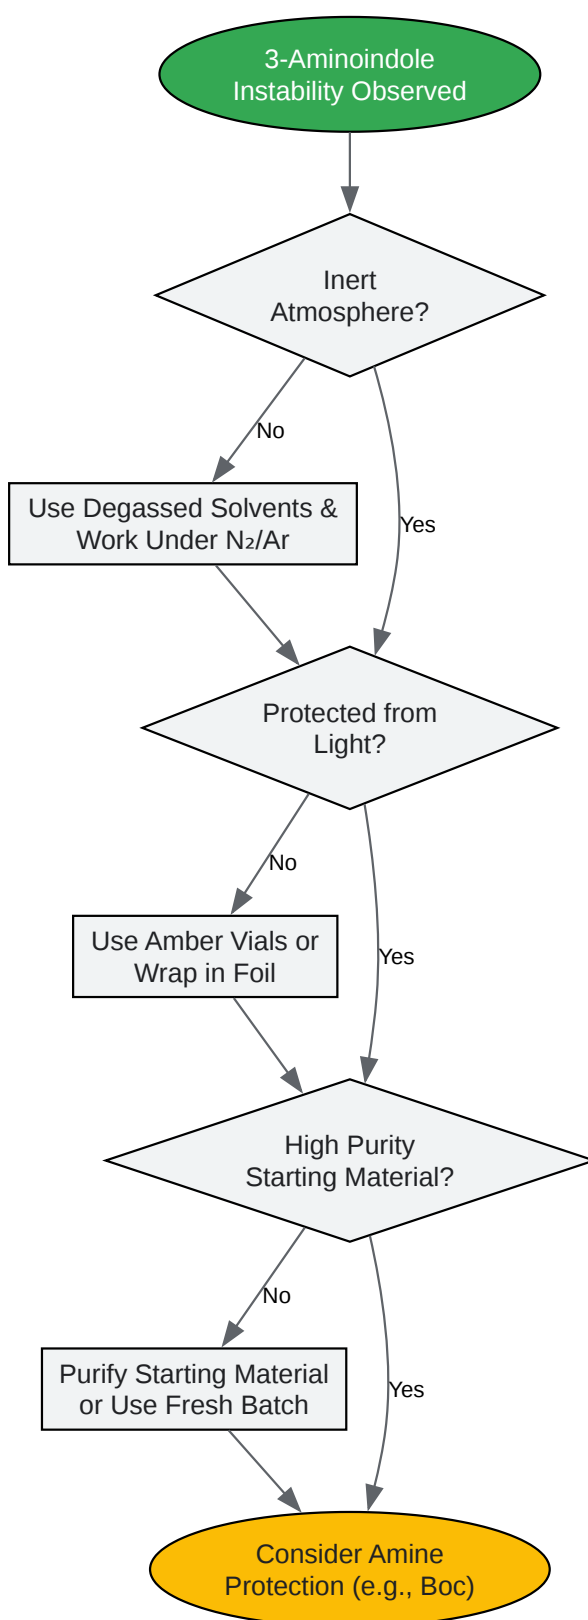 3-Aminoindole
Instability Observed
Inert
Atmosphere?
No
Use Degassed Solvents &
Work Under N₂/Ar
Yes
Protected from
Light?
No
Use Amber Vials or
Wrap in Foil
Yes
High Purity
Starting Material?
No
Purify Starting Material
or Use Fresh Batch
Yes
Consider Amine
Protection (e.g., Boc)